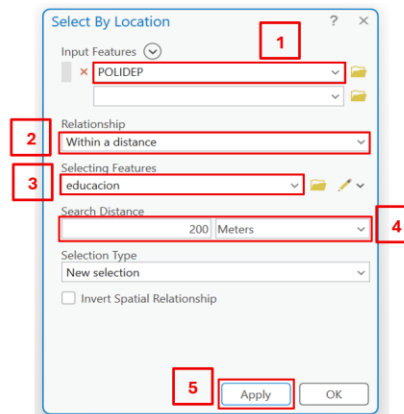 Select By Location ? ×
1
Input Features
× POLIDEP
2
Relationship
Within a distance
3
Selecting Features
educacion
Search Distance
200 Meters
4
Selection Type
New selection
Invert Spatial Relationship
5
Apply OK